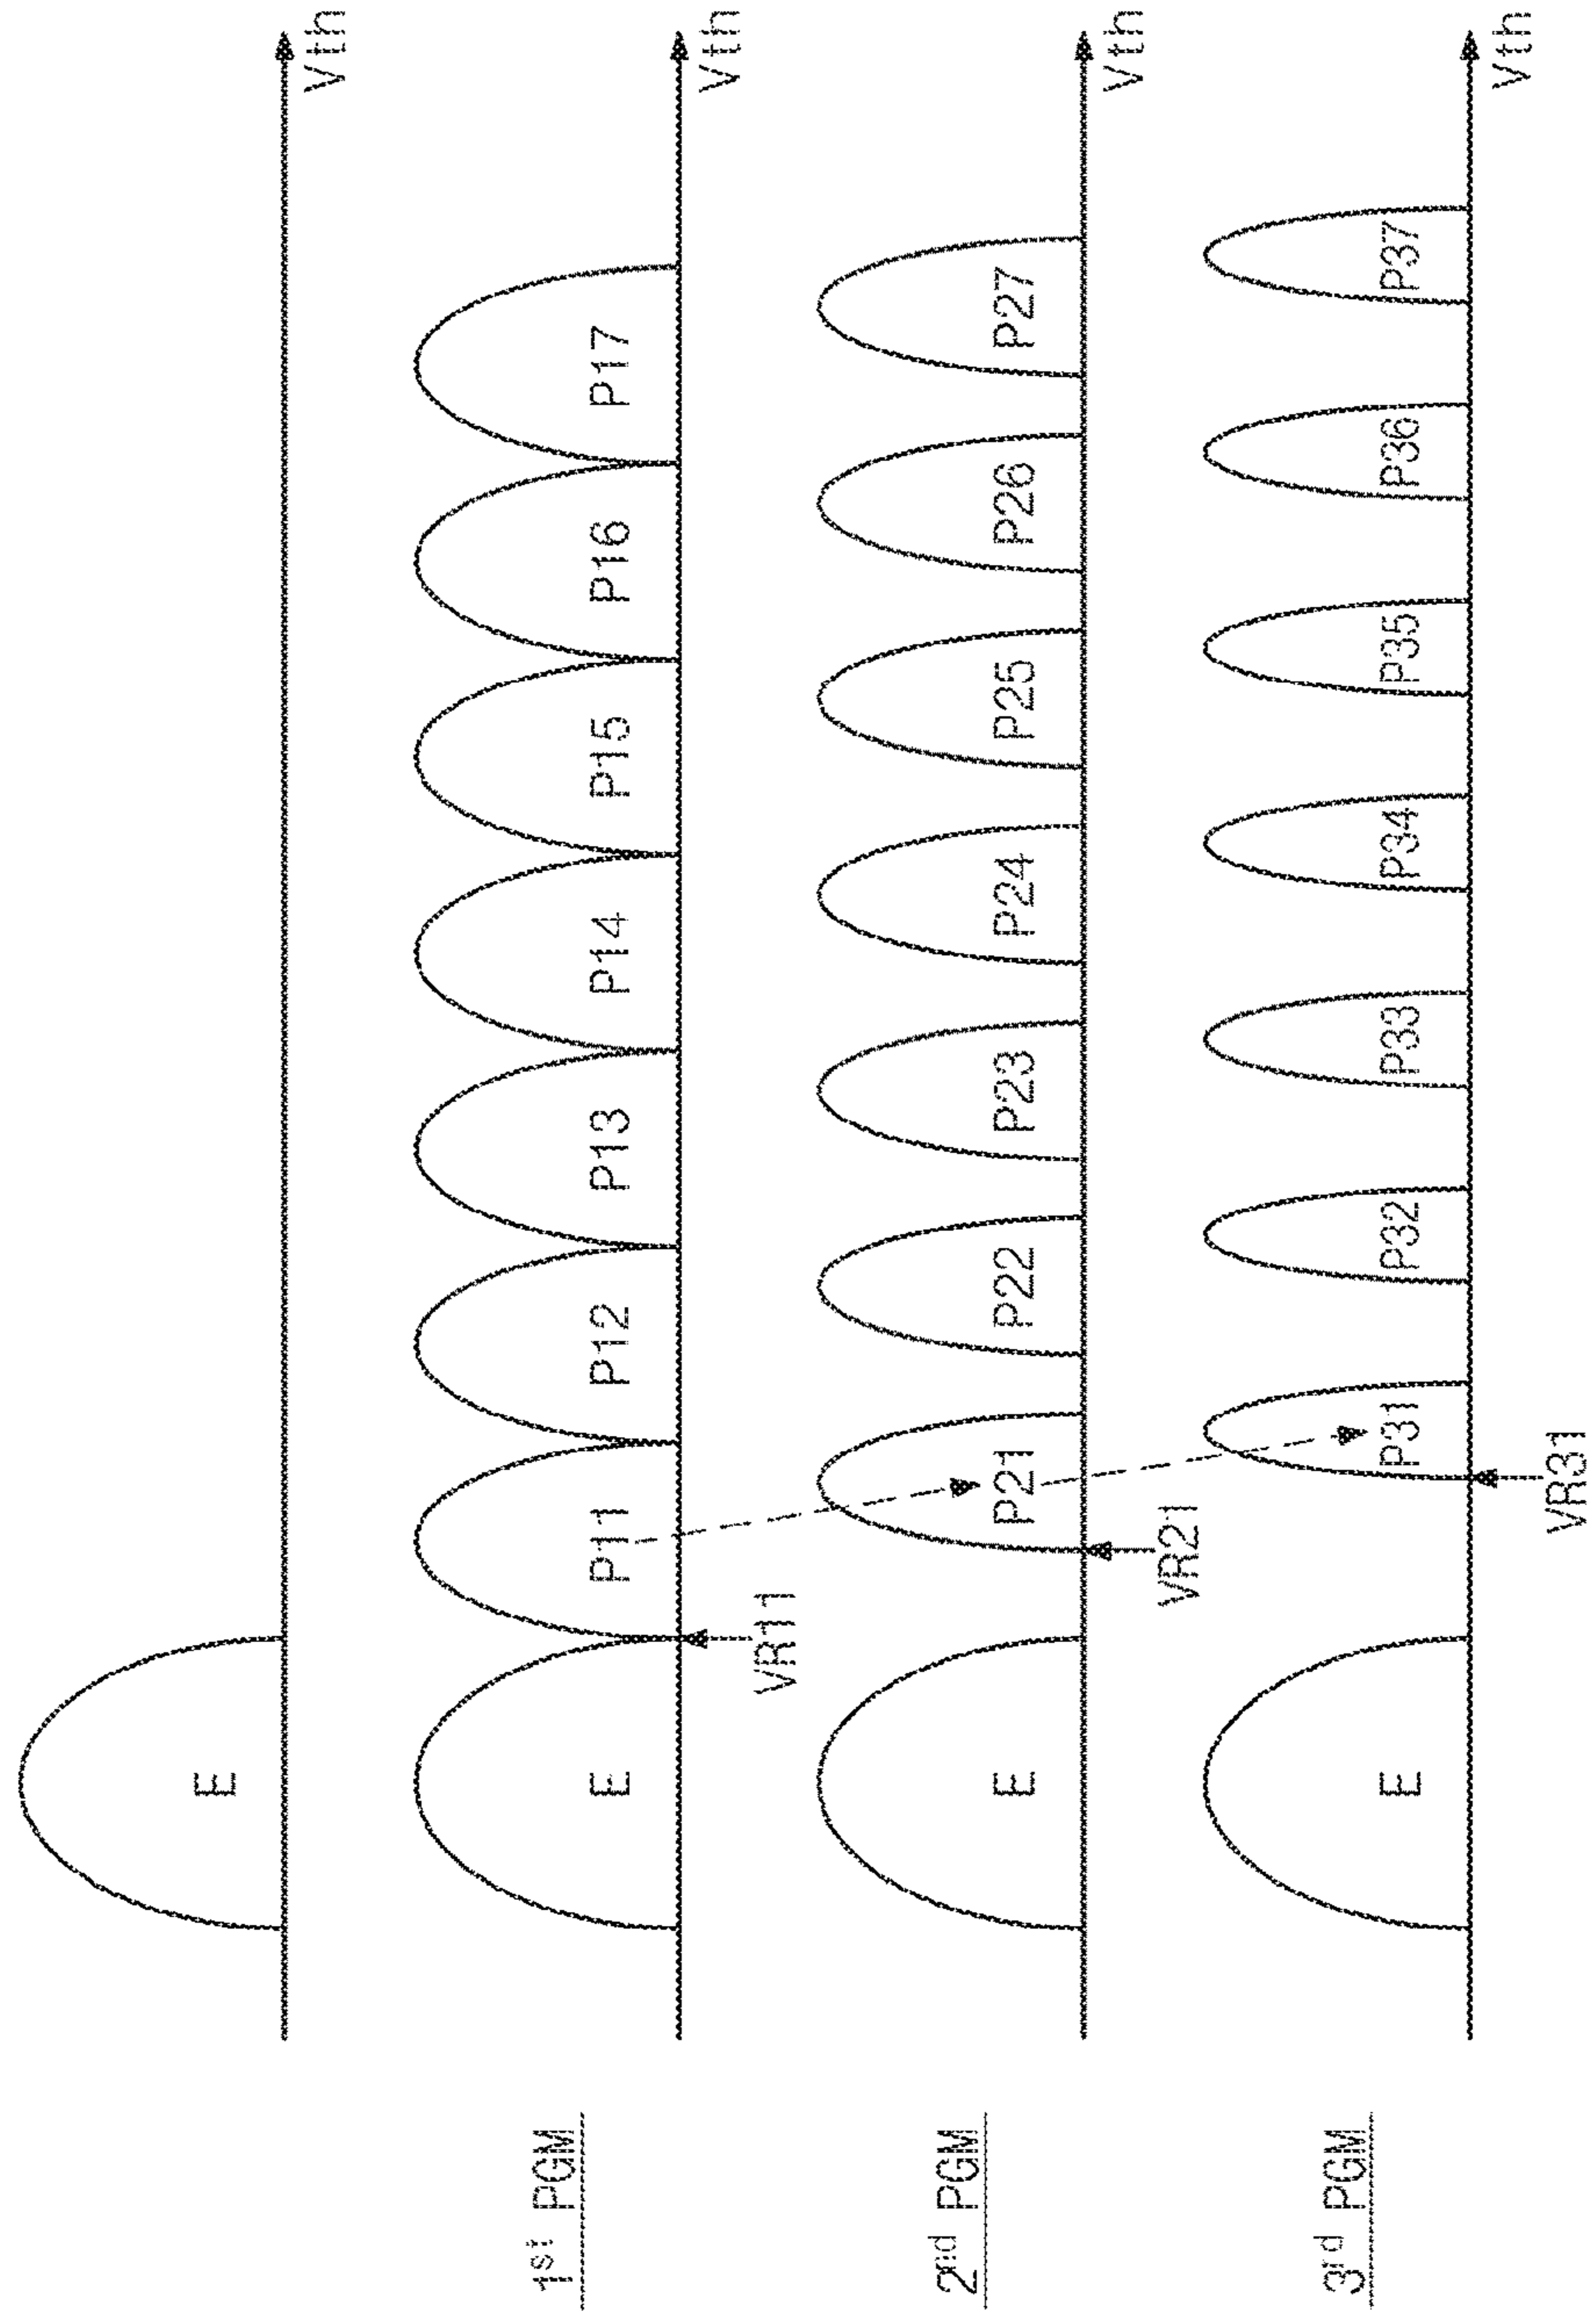 E
Vth
1st PGM
E
P11
P12
P13
P14
P15
P16
P17
Vth
VR11
2nd PGM
E
P21
P22
P23
P24
P25
P26
P27
Vth
VR21
3rd PGM
E
P31
P32
P33
P34
P35
P36
P37
Vth
VR31